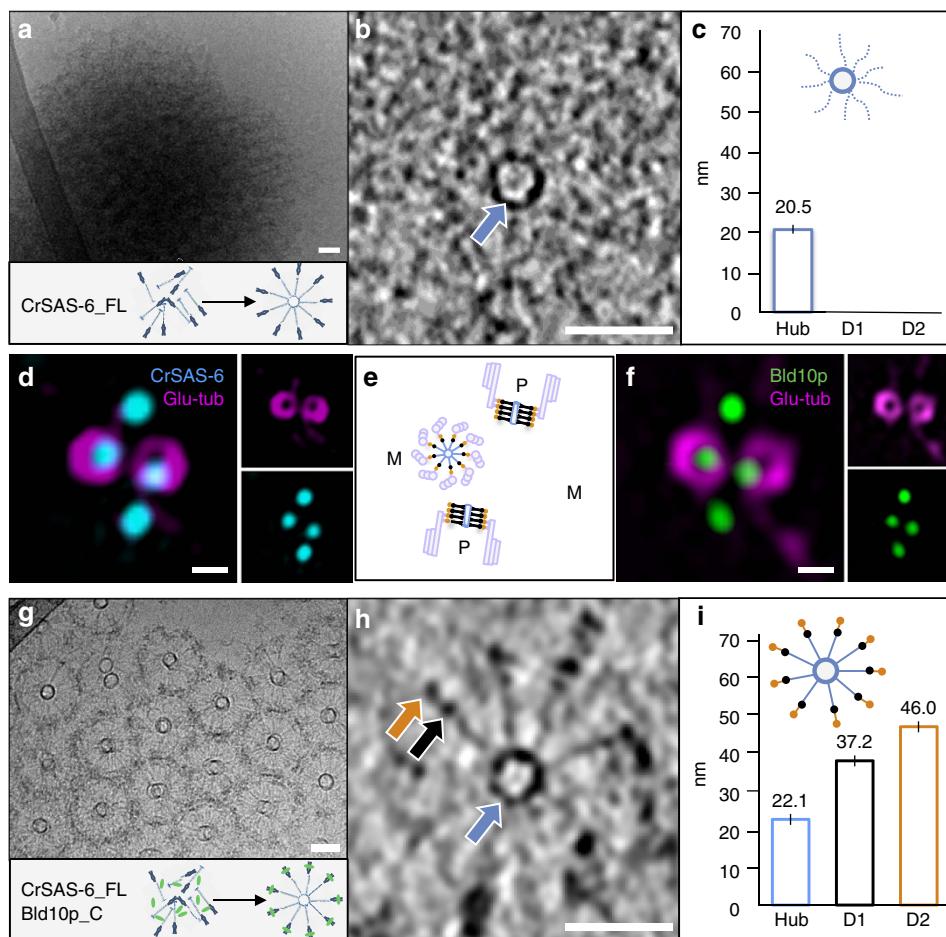 a
CrSAS-6_FL
b
c
nm
70
60
50
40
30
20
10
0
20.5
Hub D1 D2
d
CrSAS-6
Glu-tub
e
P
M
M
P
f
Bld10p
Glu-tub
g
CrSAS-6_FL
Bld10p_C
h
i
nm
70
60
50
40
30
20
10
0
22.1
37.2
46.0
Hub D1 D2